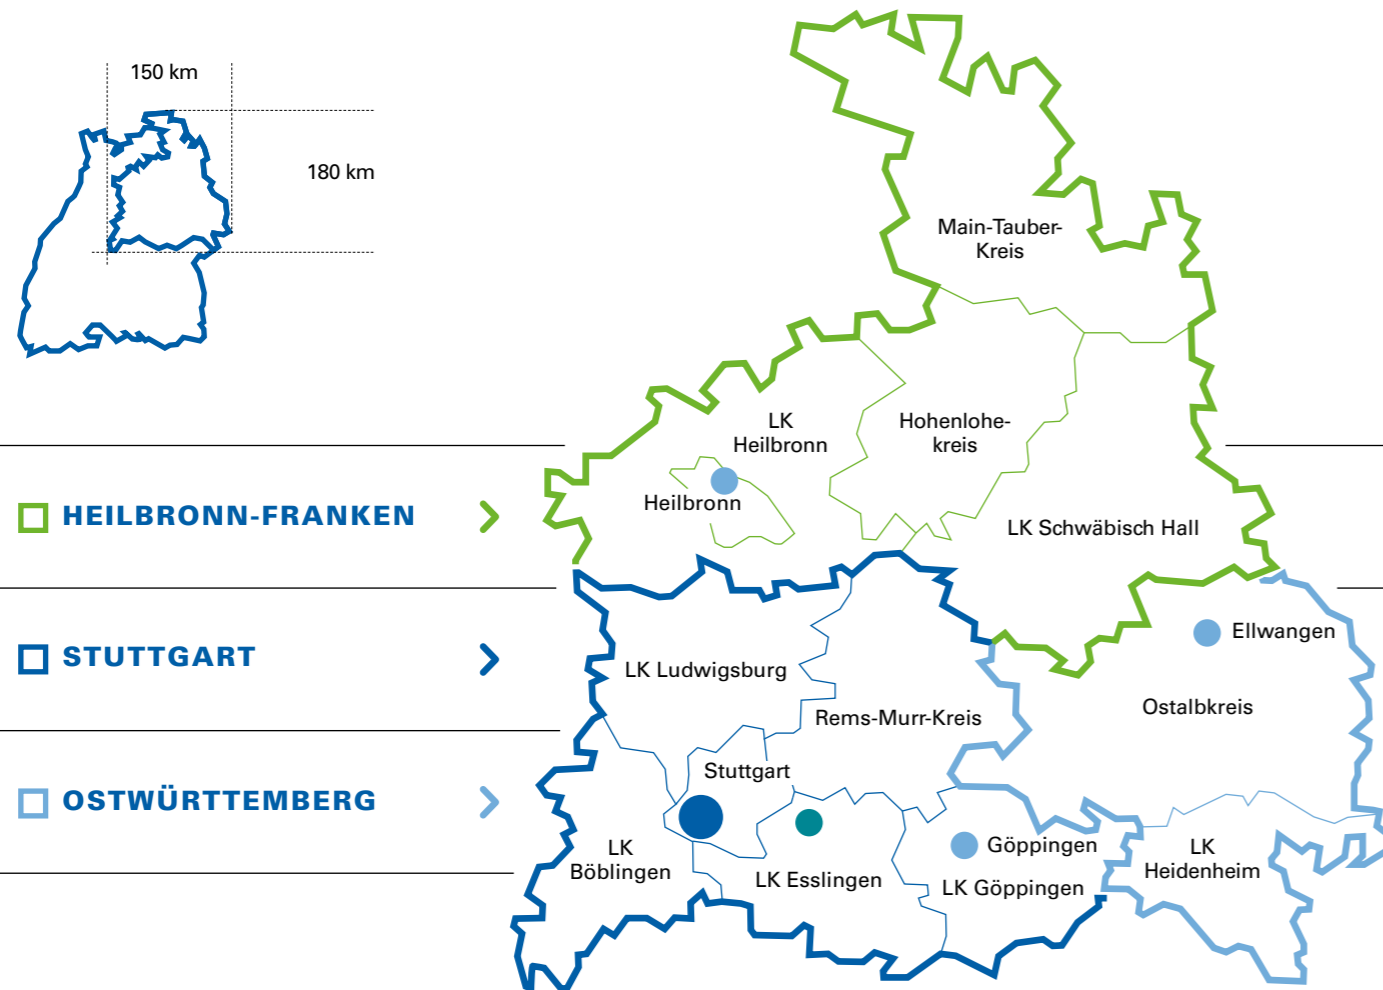 150 km
180 km
Main-Tauber-
Kreis
LK
Heilbronn
Hohenlohe-
kreis
Heilbronn
HEILBRONN-FRANKEN
LK Schwäbisch Hall
STUTTGART
Ellwangen
LK Ludwigsburg
Ostalbkreis
Rems-Murr-Kreis
Stuttgart
OSTWÜRTTEMBERG
LK
Böblingen
Göppingen
LK
Heidenheim
LK Esslingen
LK Göppingen